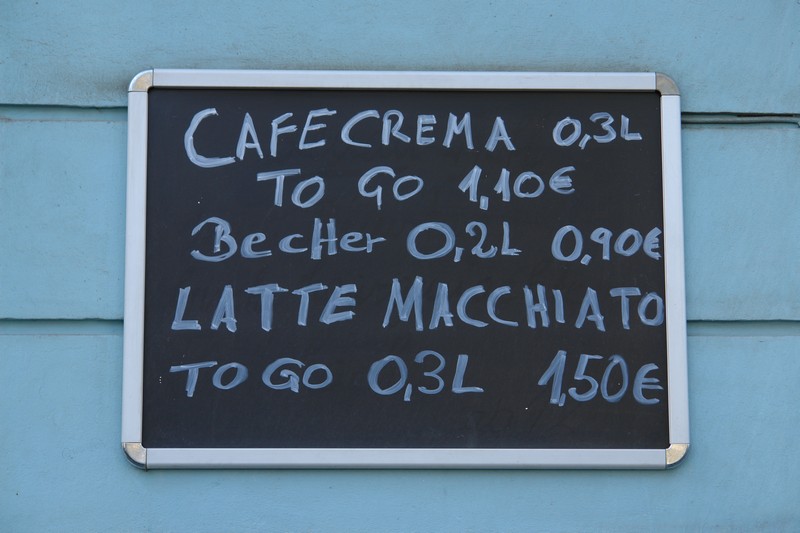 CAFECREMA 0,3L
TO GO 1,10€
Becher 0,2L 0,90€
LATTE MACCHIATO
TO GO 0,3L 1,50€